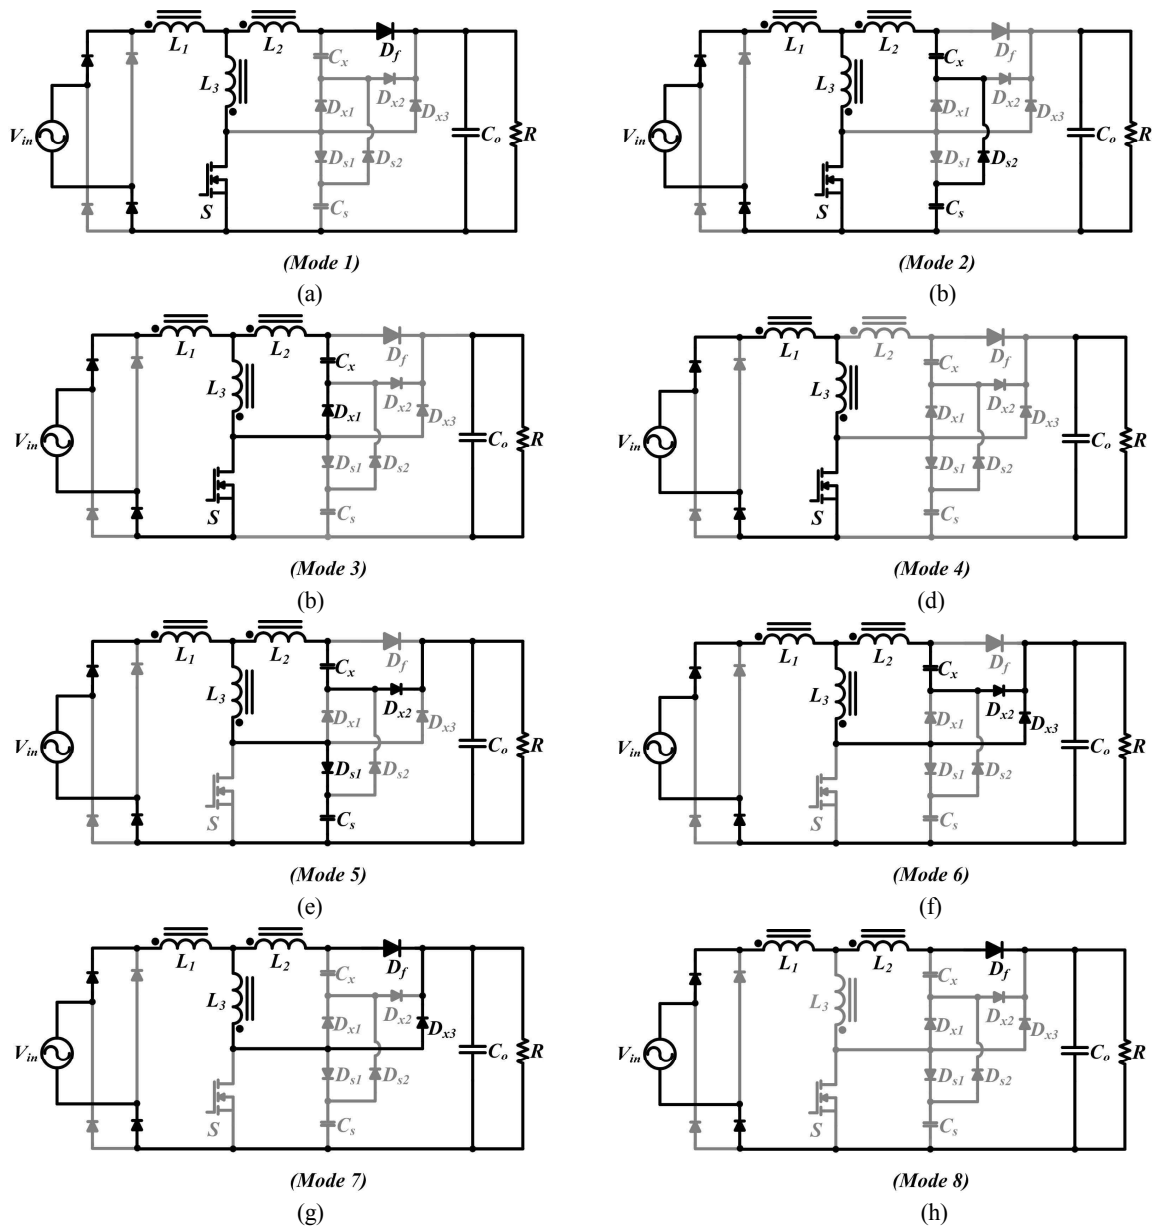 L1 L2 Df
Cx
L3 Dx2
Dx1 Dx3
Vin Co R
Ds1 Ds2
S Cs
(Mode 1)
(a)
L1 L2 Df
Cx
L3 Dx2
Dx1 Dx3
Vin Co R
Ds1 Ds2
S Cs
(Mode 2)
(b)
L1 L2 Df
Cx
L3 Dx2
Dx1 Dx3
Vin Co R
Ds1 Ds2
S Cs
(Mode 3)
(b)
L1 L2 Df
Cx
L3 Dx2
Dx1 Dx3
Vin Co R
Ds1 Ds2
S Cs
(Mode 4)
(d)
L1 L2 Df
Cx
L3 Dx2
Dx1 Dx3
Vin Co R
Ds1 Ds2
S Cs
(Mode 5)
(e)
L1 L2 Df
Cx
L3 Dx2
Dx1 Dx3
Vin Co R
Ds1 Ds2
S Cs
(Mode 6)
(f)
L1 L2 Df
Cx
L3 Dx2
Dx1 Dx3
Vin Co R
Ds1 Ds2
S Cs
(Mode 7)
(g)
L1 L2 Df
Cx
L3 Dx2
Dx1 Dx3
Vin Co R
Ds1 Ds2
S Cs
(Mode 8)
(h)